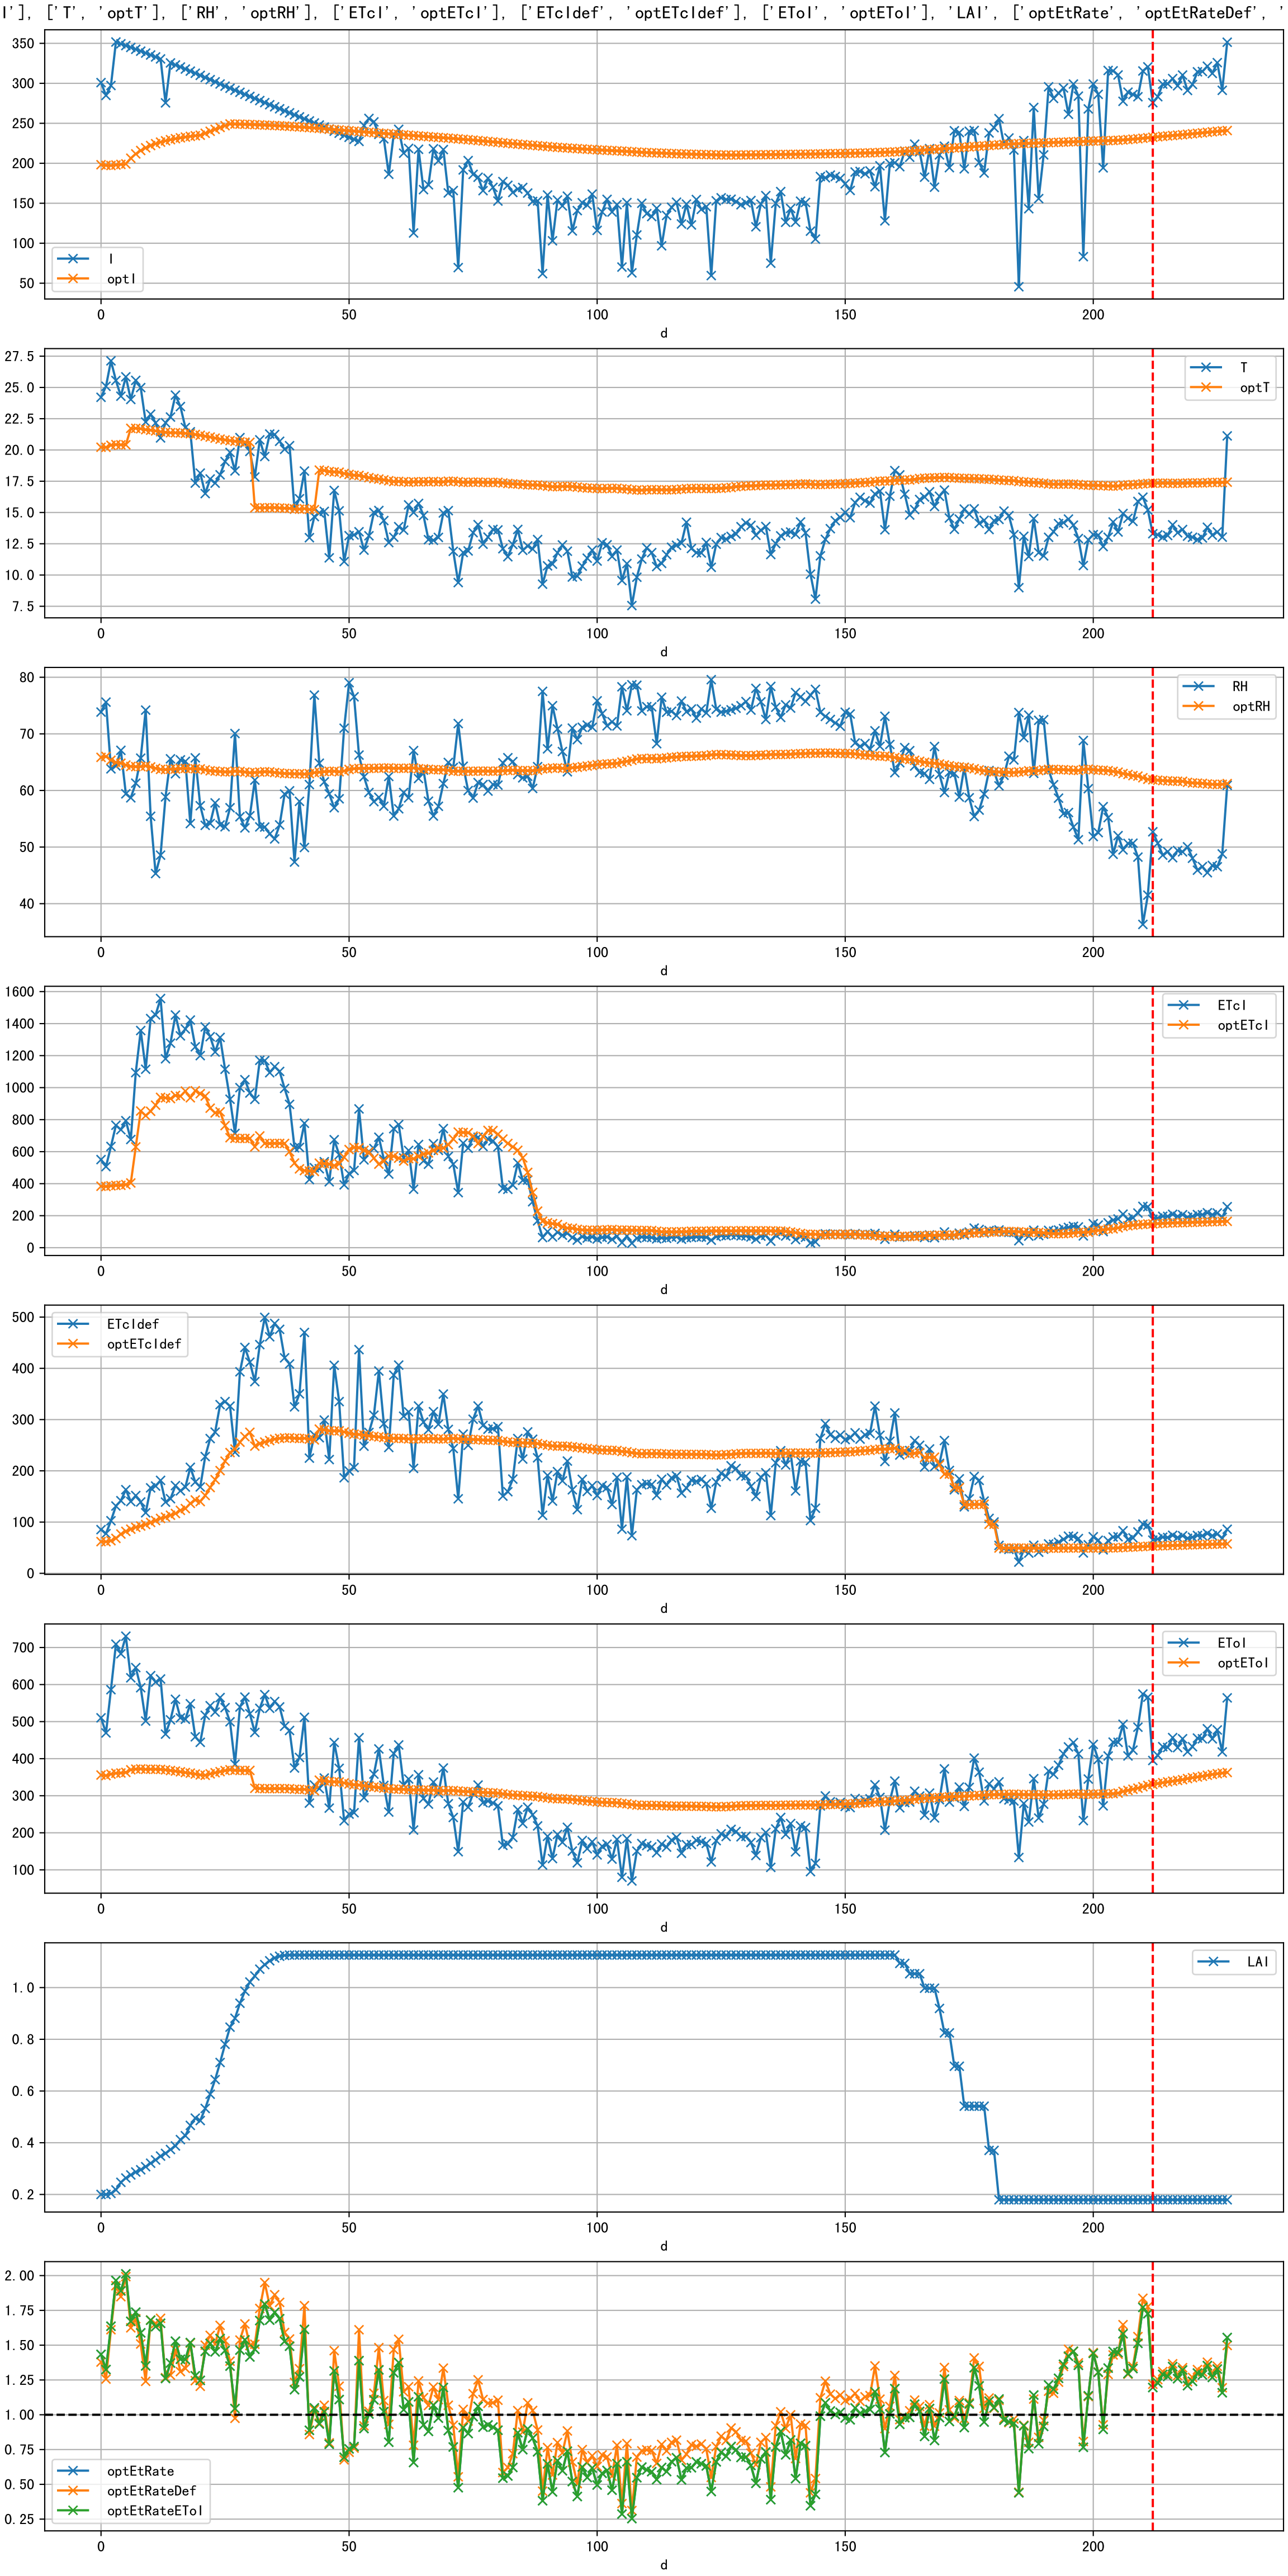 I'], ['T', 'optT'], ['RH', 'optRH'], ['ETcI', 'optETcI'], ['ETcIdef', 'optETcIdef'], ['EToI', 'optEToI'], 'LAI', ['optEtRate', 'optEtRateDef', '
350
300
250
200
150
100
50
I
optI
0 50 100 150 200
d
27.5
25.0
22.5
20.0
17.5
15.0
12.5
10.0
7.5
T
optT
0 50 100 150 200
d
80
70
60
50
40
RH
optRH
0 50 100 150 200
d
1600
1400
1200
1000
800
600
400
200
0
ETcI
optETcI
0 50 100 150 200
d
500
400
300
200
100
0
ETcIdef
optETcIdef
0 50 100 150 200
d
700
600
500
400
300
200
100
EToI
optEToI
0 50 100 150 200
d
1.0
0.8
0.6
0.4
0.2
LAI
0 50 100 150 200
d
2.00
1.75
1.50
1.25
1.00
0.75
0.50
0.25
optEtRate
optEtRateDef
optEtRateEToI
0 50 100 150 200
d